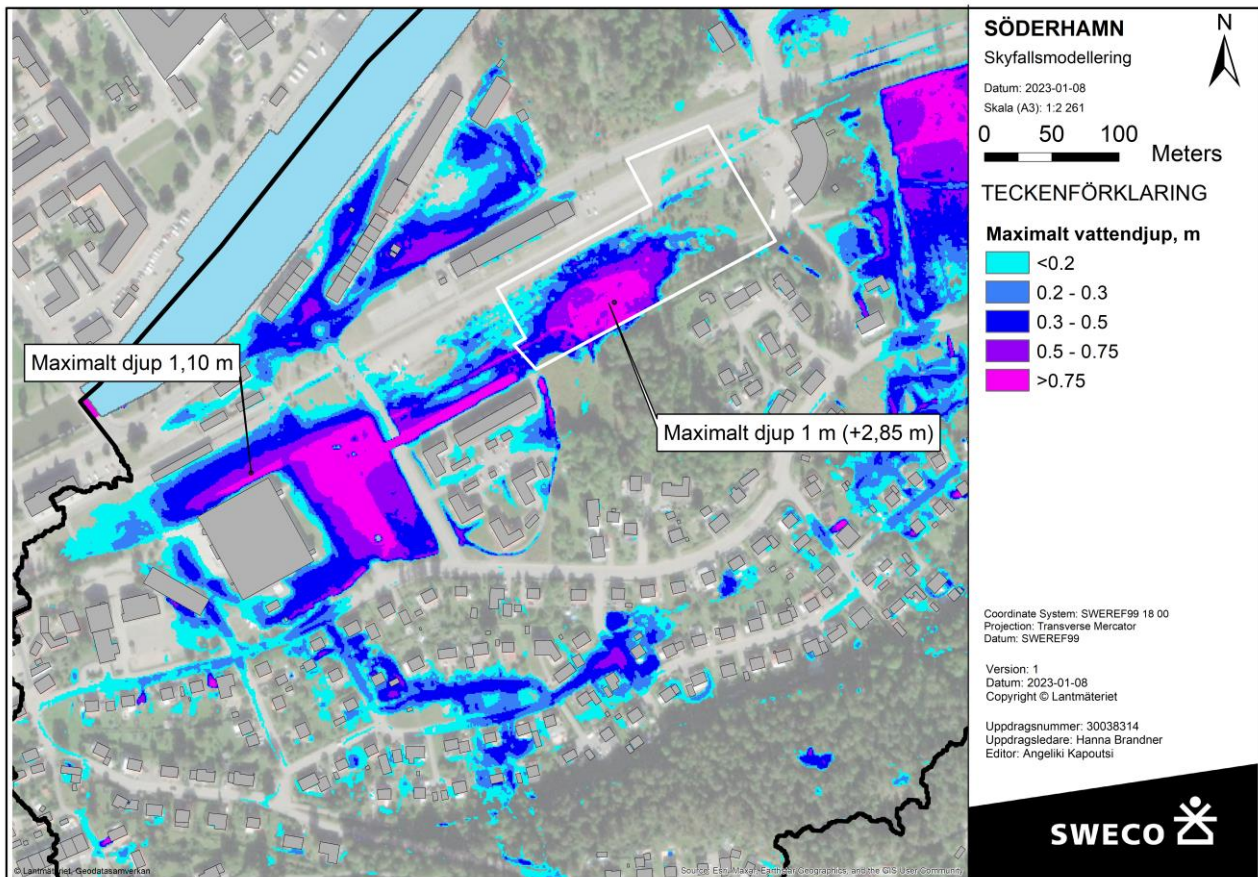 SÖDERHAMN
N
Skyfallsmodellering
Datum: 2023-01-08
Skala (A3): 1:2 261
0 50 100
Meters
TECKENFÖRKLARING
Maximalt vattendjup, m
<0.2
0.2 - 0.3
0.3 - 0.5
0.5 - 0.75
>0.75
Maximalt djup 1,10 m
Maximalt djup 1 m (+2,85 m)
Coordinate System: SWEREF99 18 00
Projection: Transverse Mercator
Datum: SWEREF99
Version: 1
Datum: 2023-01-08
Copyright © Lantmäteriet
Uppdragsnummer: 30038314
Uppdragsledare: Hanna Brandner
Editor: Angeliki Kapoutsi
SWECO
© Lantmäteriet, Geodatasamverkan
Source: Esri, Maxar, Earthstar Geographics, and the GIS User Community